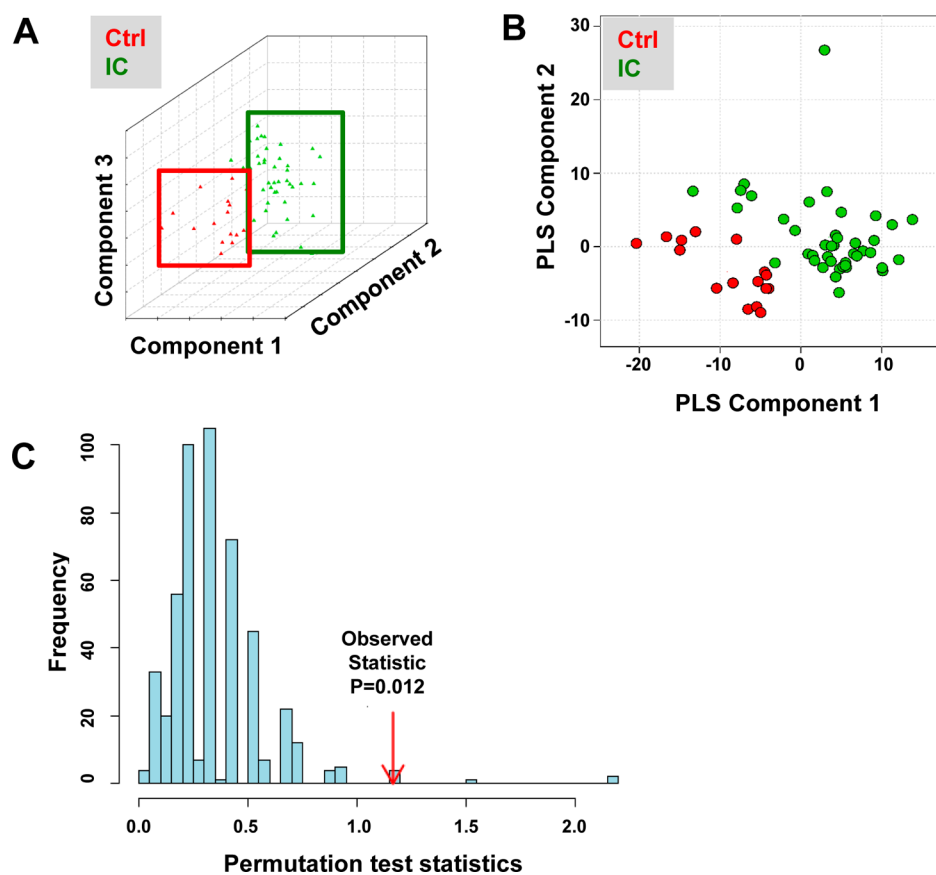 A
Ctrl
IC
Component 3
Component 2
Component 1
B
Ctrl
IC
PLS Component 2
30
20
10
0
-10
-20
-10
0
10
PLS Component 1
C
Frequency
100
80
60
40
20
0
Observed
Statistic
P=0.012
0.0
0.5
1.0
1.5
2.0
Permutation test statistics